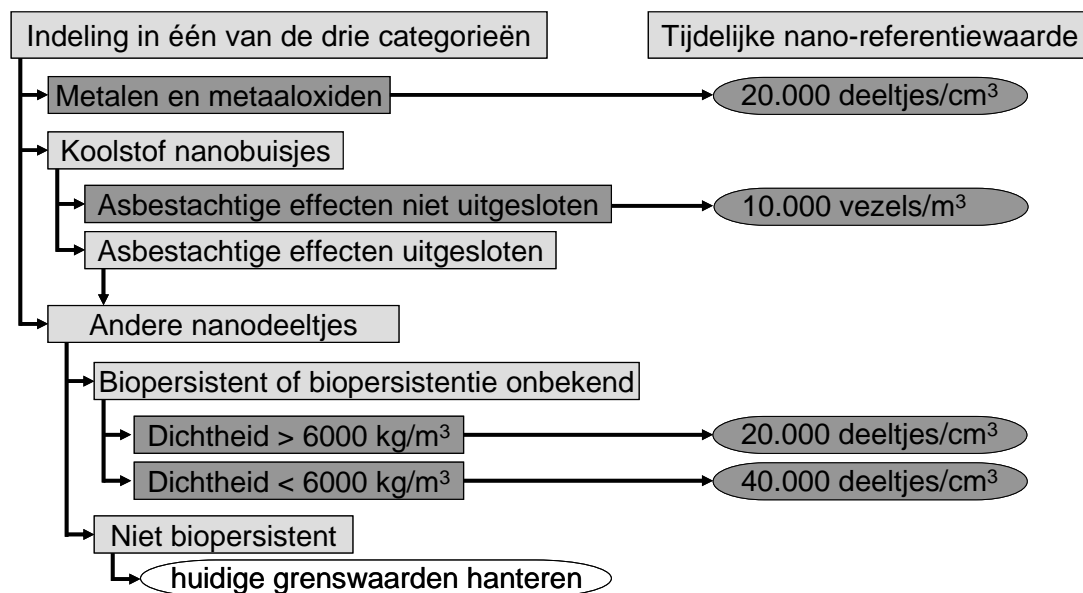 Indeling in één van de drie categorieën
Tijdelijke nano-referentiewaarde
Metalen en metaaloxiden
20.000 deeltjes/cm³
Koolstof nanobuisjes
Asbestachtige effecten niet uitgesloten
10.000 vezels/m³
Asbestachtige effecten uitgesloten
Andere nanodeeltjes
Biopersistent of biopersistentie onbekend
Dichtheid > 6000 kg/m³
20.000 deeltjes/cm³
Dichtheid < 6000 kg/m³
40.000 deeltjes/cm³
Niet biopersistent
huidige grenswaarden hanteren